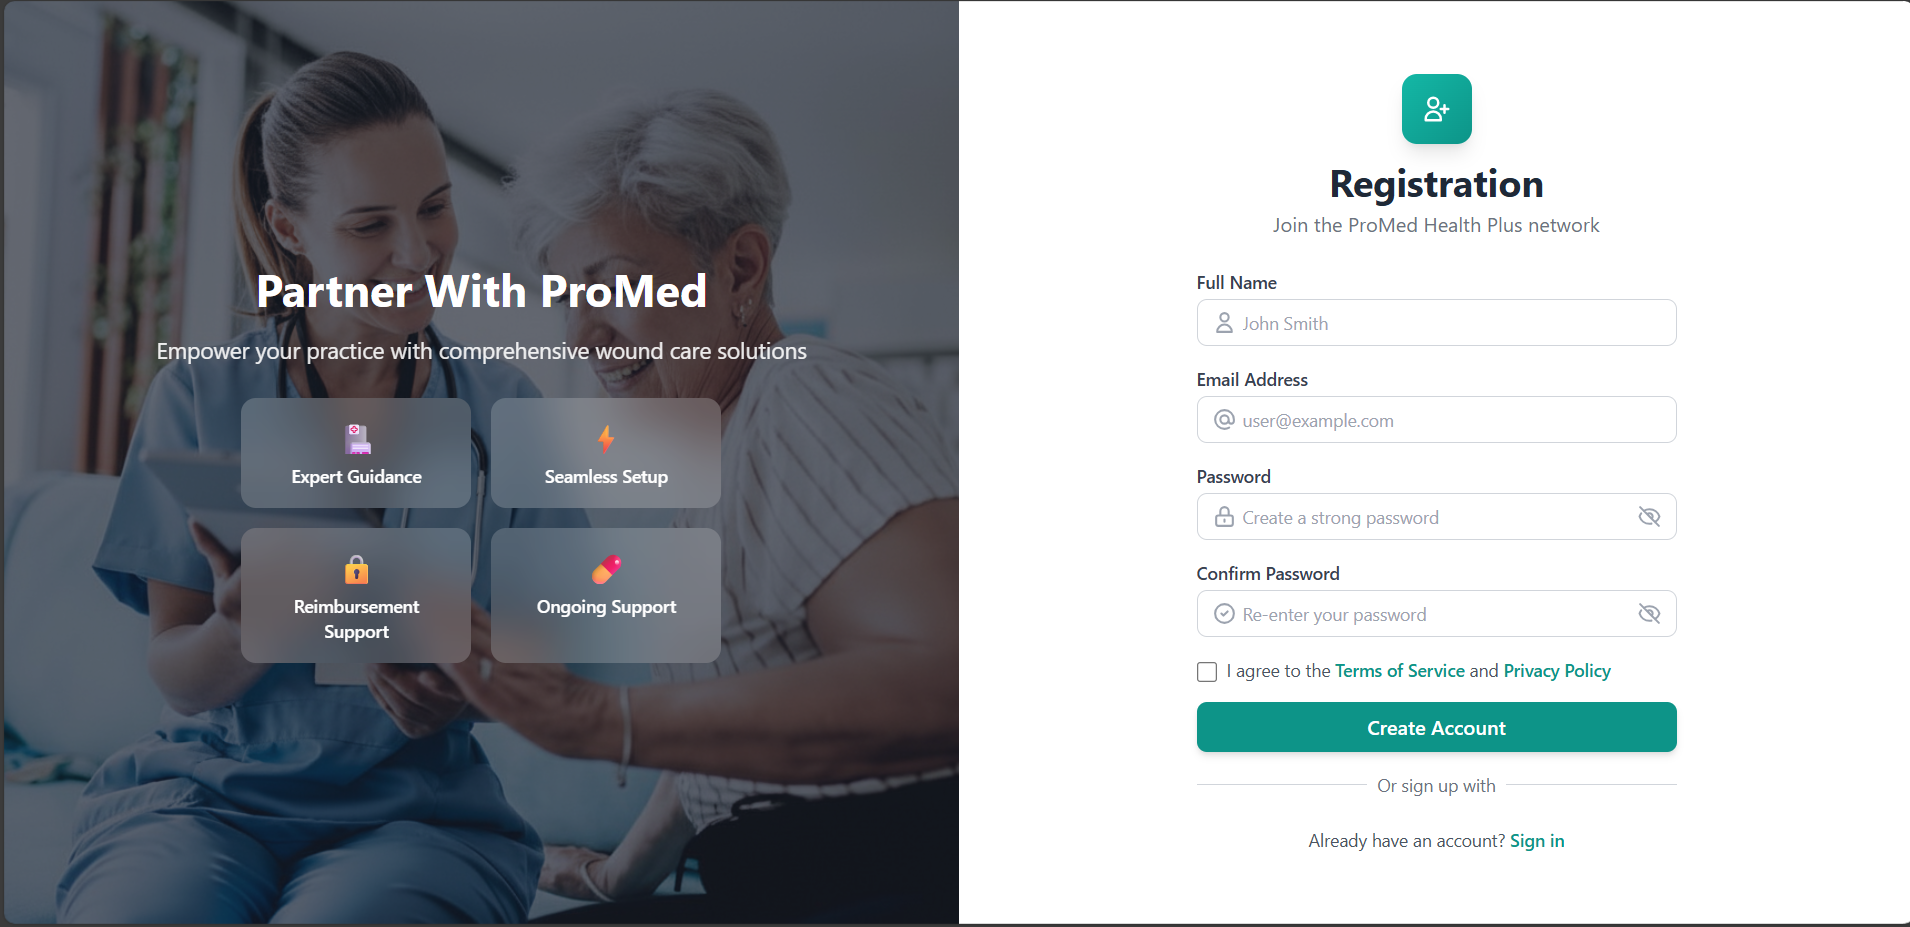 Partner With ProMed
Empower your practice with comprehensive wound care solutions
Expert Guidance
Seamless Setup
Reimbursement
Support
Ongoing Support
Registration
Join the ProMed Health Plus network
Full Name
John Smith
Email Address
user@example.com
Password
Create a strong password
Confirm Password
Re-enter your password
I agree to the Terms of Service and Privacy Policy
Create Account
Or sign up with
Already have an account? Sign in